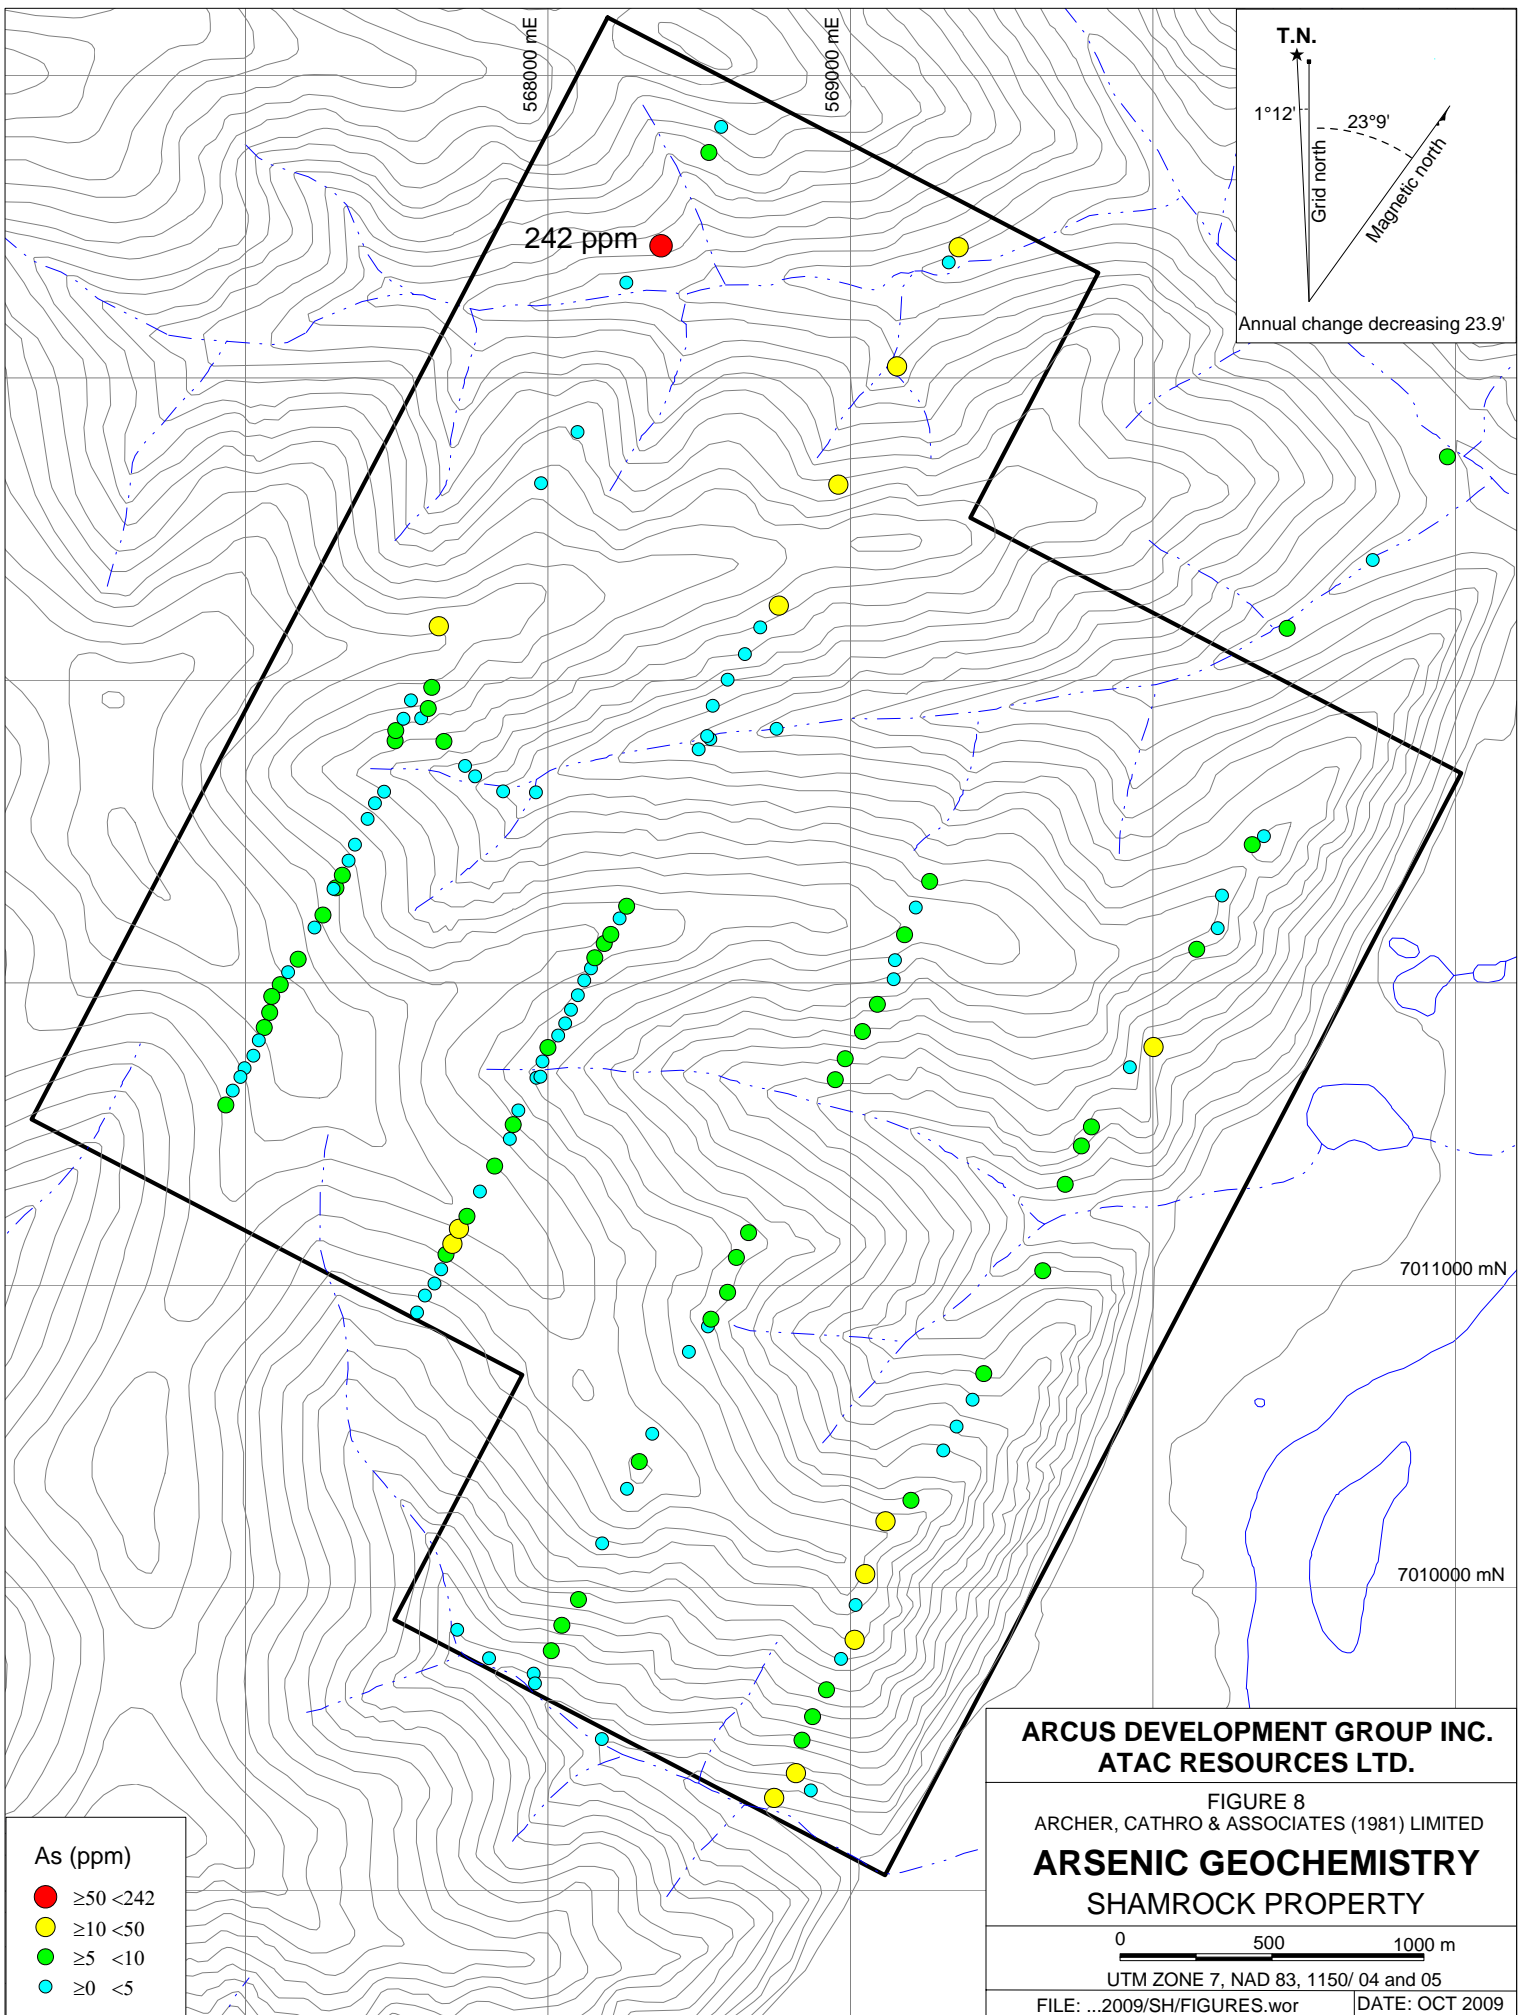 568000 mE
569000 mE
T.N.
1°12'
23°9'
Grid north
Magnetic north
Annual change decreasing 23.9'
242 ppm
7011000 mN
7010000 mN
As (ppm)
≥50 <242
≥10 <50
≥5 <10
≥0 <5
ARCUS DEVELOPMENT GROUP INC.
ATAC RESOURCES LTD.
FIGURE 8
ARCHER, CATHRO & ASSOCIATES (1981) LIMITED
ARSENIC GEOCHEMISTRY
SHAMROCK PROPERTY
0 500 1000 m
UTM ZONE 7, NAD 83, 1150/ 04 and 05
FILE: ...2009/SH/FIGURES.wor DATE: OCT 2009